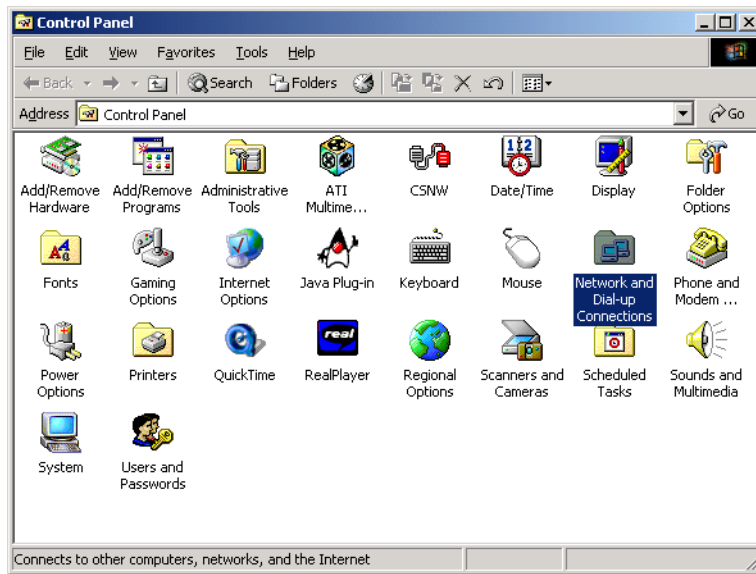 Control Panel
File Edit View Favorites Tools Help
Back Search Folders
Address Control Panel Go
Add/Remove Hardware
Add/Remove Programs
Administrative Tools
ATI Multime...
CSNW
Date/Time
Display
Folder Options
Fonts
Gaming Options
Internet Options
Java Plug-in
Keyboard
Mouse
Network and Dial-up Connections
Phone and Modem ...
Power Options
Printers
QuickTime
real
RealPlayer
Regional Options
Scanners and Cameras
Scheduled Tasks
Sounds and Multimedia
System
Users and Passwords
Connects to other computers, networks, and the Internet